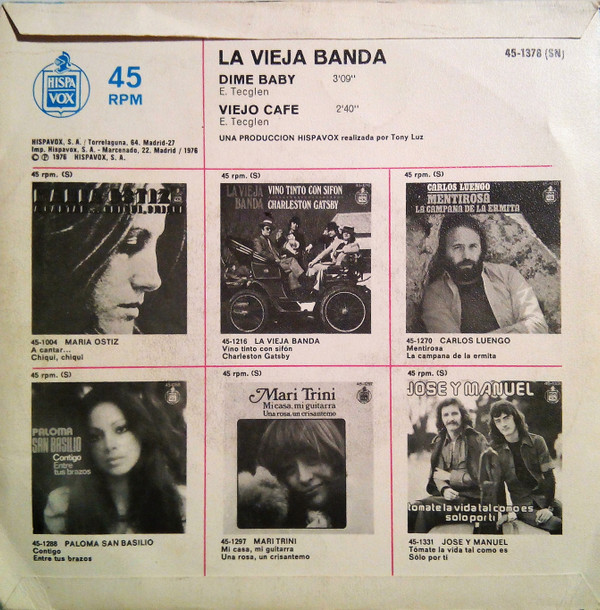 HISPA
VOX
45
RPM
LA VIEJA BANDA
45-1378 (SN)
DIME BABY 3'09"
E. Tecglen
VIEJO CAFE 2'40"
E. Tecglen
UNA PRODUCCION HISPAVOX realizada por Tony Luz
HISPAVOX, S. A. / Torrelaguna, 64. Madrid-27
Imp. Hispavox, S. A. - Marcenado, 22. Madrid / 1976
© ℗ 1976 HISPAVOX, S. A.
45 rpm. (S)
45-1004 MARIA OSTIZ
A cantar...
Chiqui, chiqui
45 rpm. (S)
LA VIEJA
BANDA
VINO TINTO CON SIFON
CHARLESTON GATSBY
45-1216 LA VIEJA BANDA
Vino tinto con sifón
Charleston Gatsby
45 rpm. (S)
CARLOS LUENGO
MENTIROSA
LA CAMPANA DE LA ERMITA
45-1270 CARLOS LUENGO
Mentirosa
La campana de la ermita
45 rpm. (S)
PALOMA
SAN BASILIO
Contigo
Entre
tus brazos
45-1288 PALOMA SAN BASILIO
Contigo
Entre tus brazos
45 rpm. (S)
Mari Trini
Mi casa, mi guitarra
Una rosa, un crisantemo
45-1297 MARI TRINI
Mi casa, mi guitarra
Una rosa, un crisantemo
45 rpm. (S)
JOSE Y MANUEL
tómate la vida tal como es
sólo por ti
45-1331 JOSE Y MANUEL
Tómate la vida tal como es
Sólo por ti